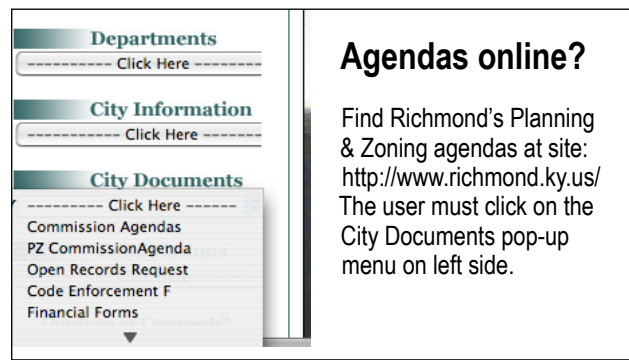 Departments
---------- Click Here -------
City Information
---------- Click Here -------
City Documents
--------- Click Here ------
Commission Agendas
PZ CommissionAgenda
Open Records Request
Code Enforcement F
Financial Forms
Agendas online?
Find Richmond's Planning
& Zoning agendas at site:
http://www.richmond.ky.us/
The user must click on the
City Documents pop-up
menu on left side.